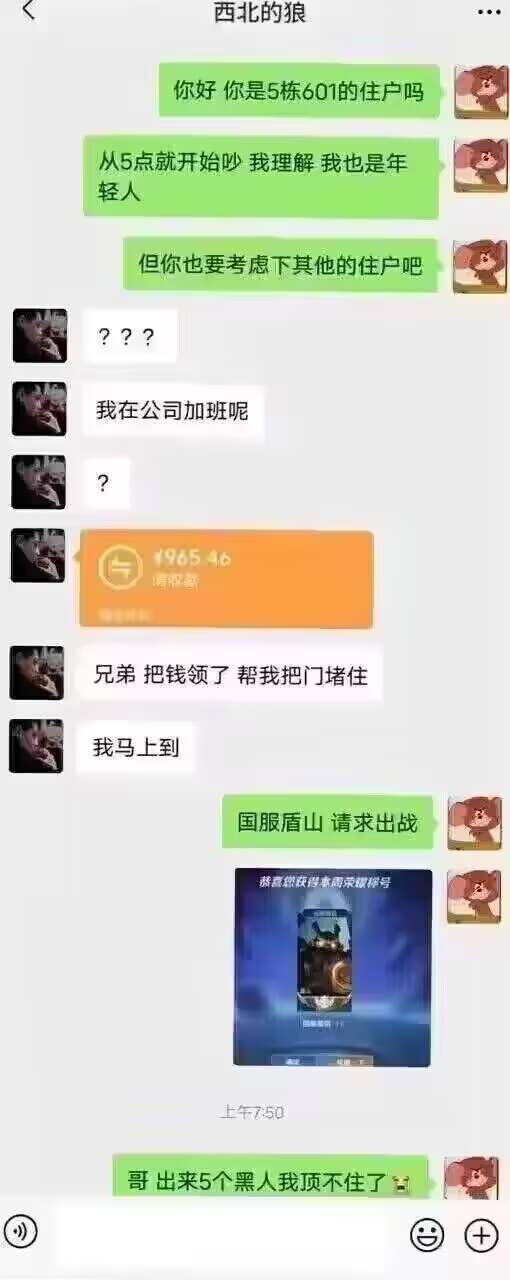 西北的狼
你好 你是5栋601的住户吗
从5点就开始吵 我理解 我也是年
轻人
但你也要考虑下其他的住户吧
？？？
我在公司加班呢
？
¥965.46
请收款
兄弟 把钱领了 帮我把门堵住
我马上到
国服盾山 请求出战
恭喜您获得本周荣耀称号
上午7:50
哥 出来5个黑人我顶不住了😭